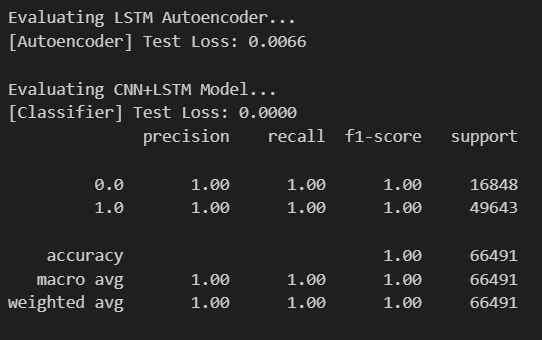 Evaluating LSTM Autoencoder...
[Autoencoder] Test Loss: 0.0066
Evaluating CNN+LSTM Model...
[Classifier] Test Loss: 0.0000
precision recall f1-score support
0.0 1.00 1.00 1.00 16848
1.0 1.00 1.00 1.00 49643
accuracy 1.00 66491
macro avg 1.00 1.00 1.00 66491
weighted avg 1.00 1.00 1.00 66491